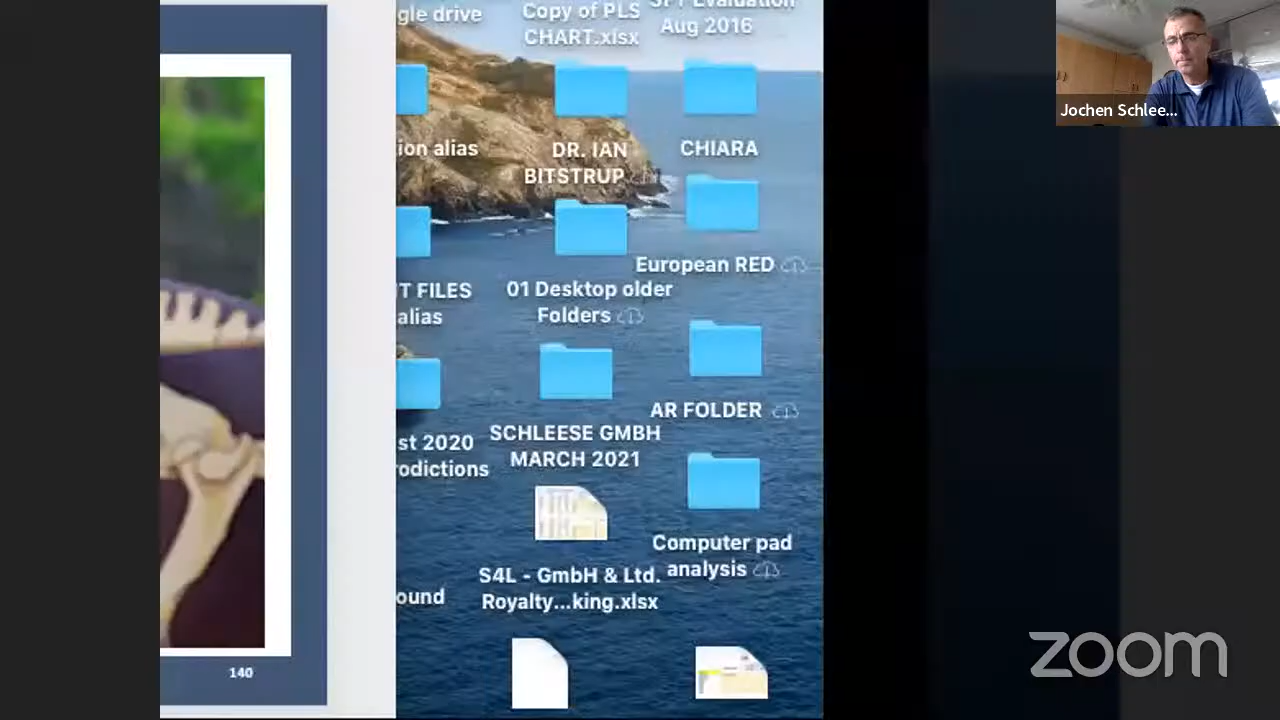 gle drive
Copy of PLS
CHART.xlsx
Aug 2016
Jochen Schlee...
ion alias
DR. IAN
BITSTRUP
CHIARA
European RED
T FILES
alias
01 Desktop older
Folders
AR FOLDER
st 2020
rodictions
SCHLEESE GMBH
MARCH 2021
Computer pad
analysis
ound
S4L - GmbH & Ltd.
Royalty...king.xlsx
140
zoom